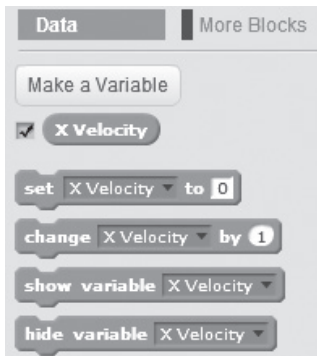 Data More Blocks
Make a Variable
X Velocity
set X Velocity to 0
change X Velocity by 1
show variable X Velocity
hide variable X Velocity